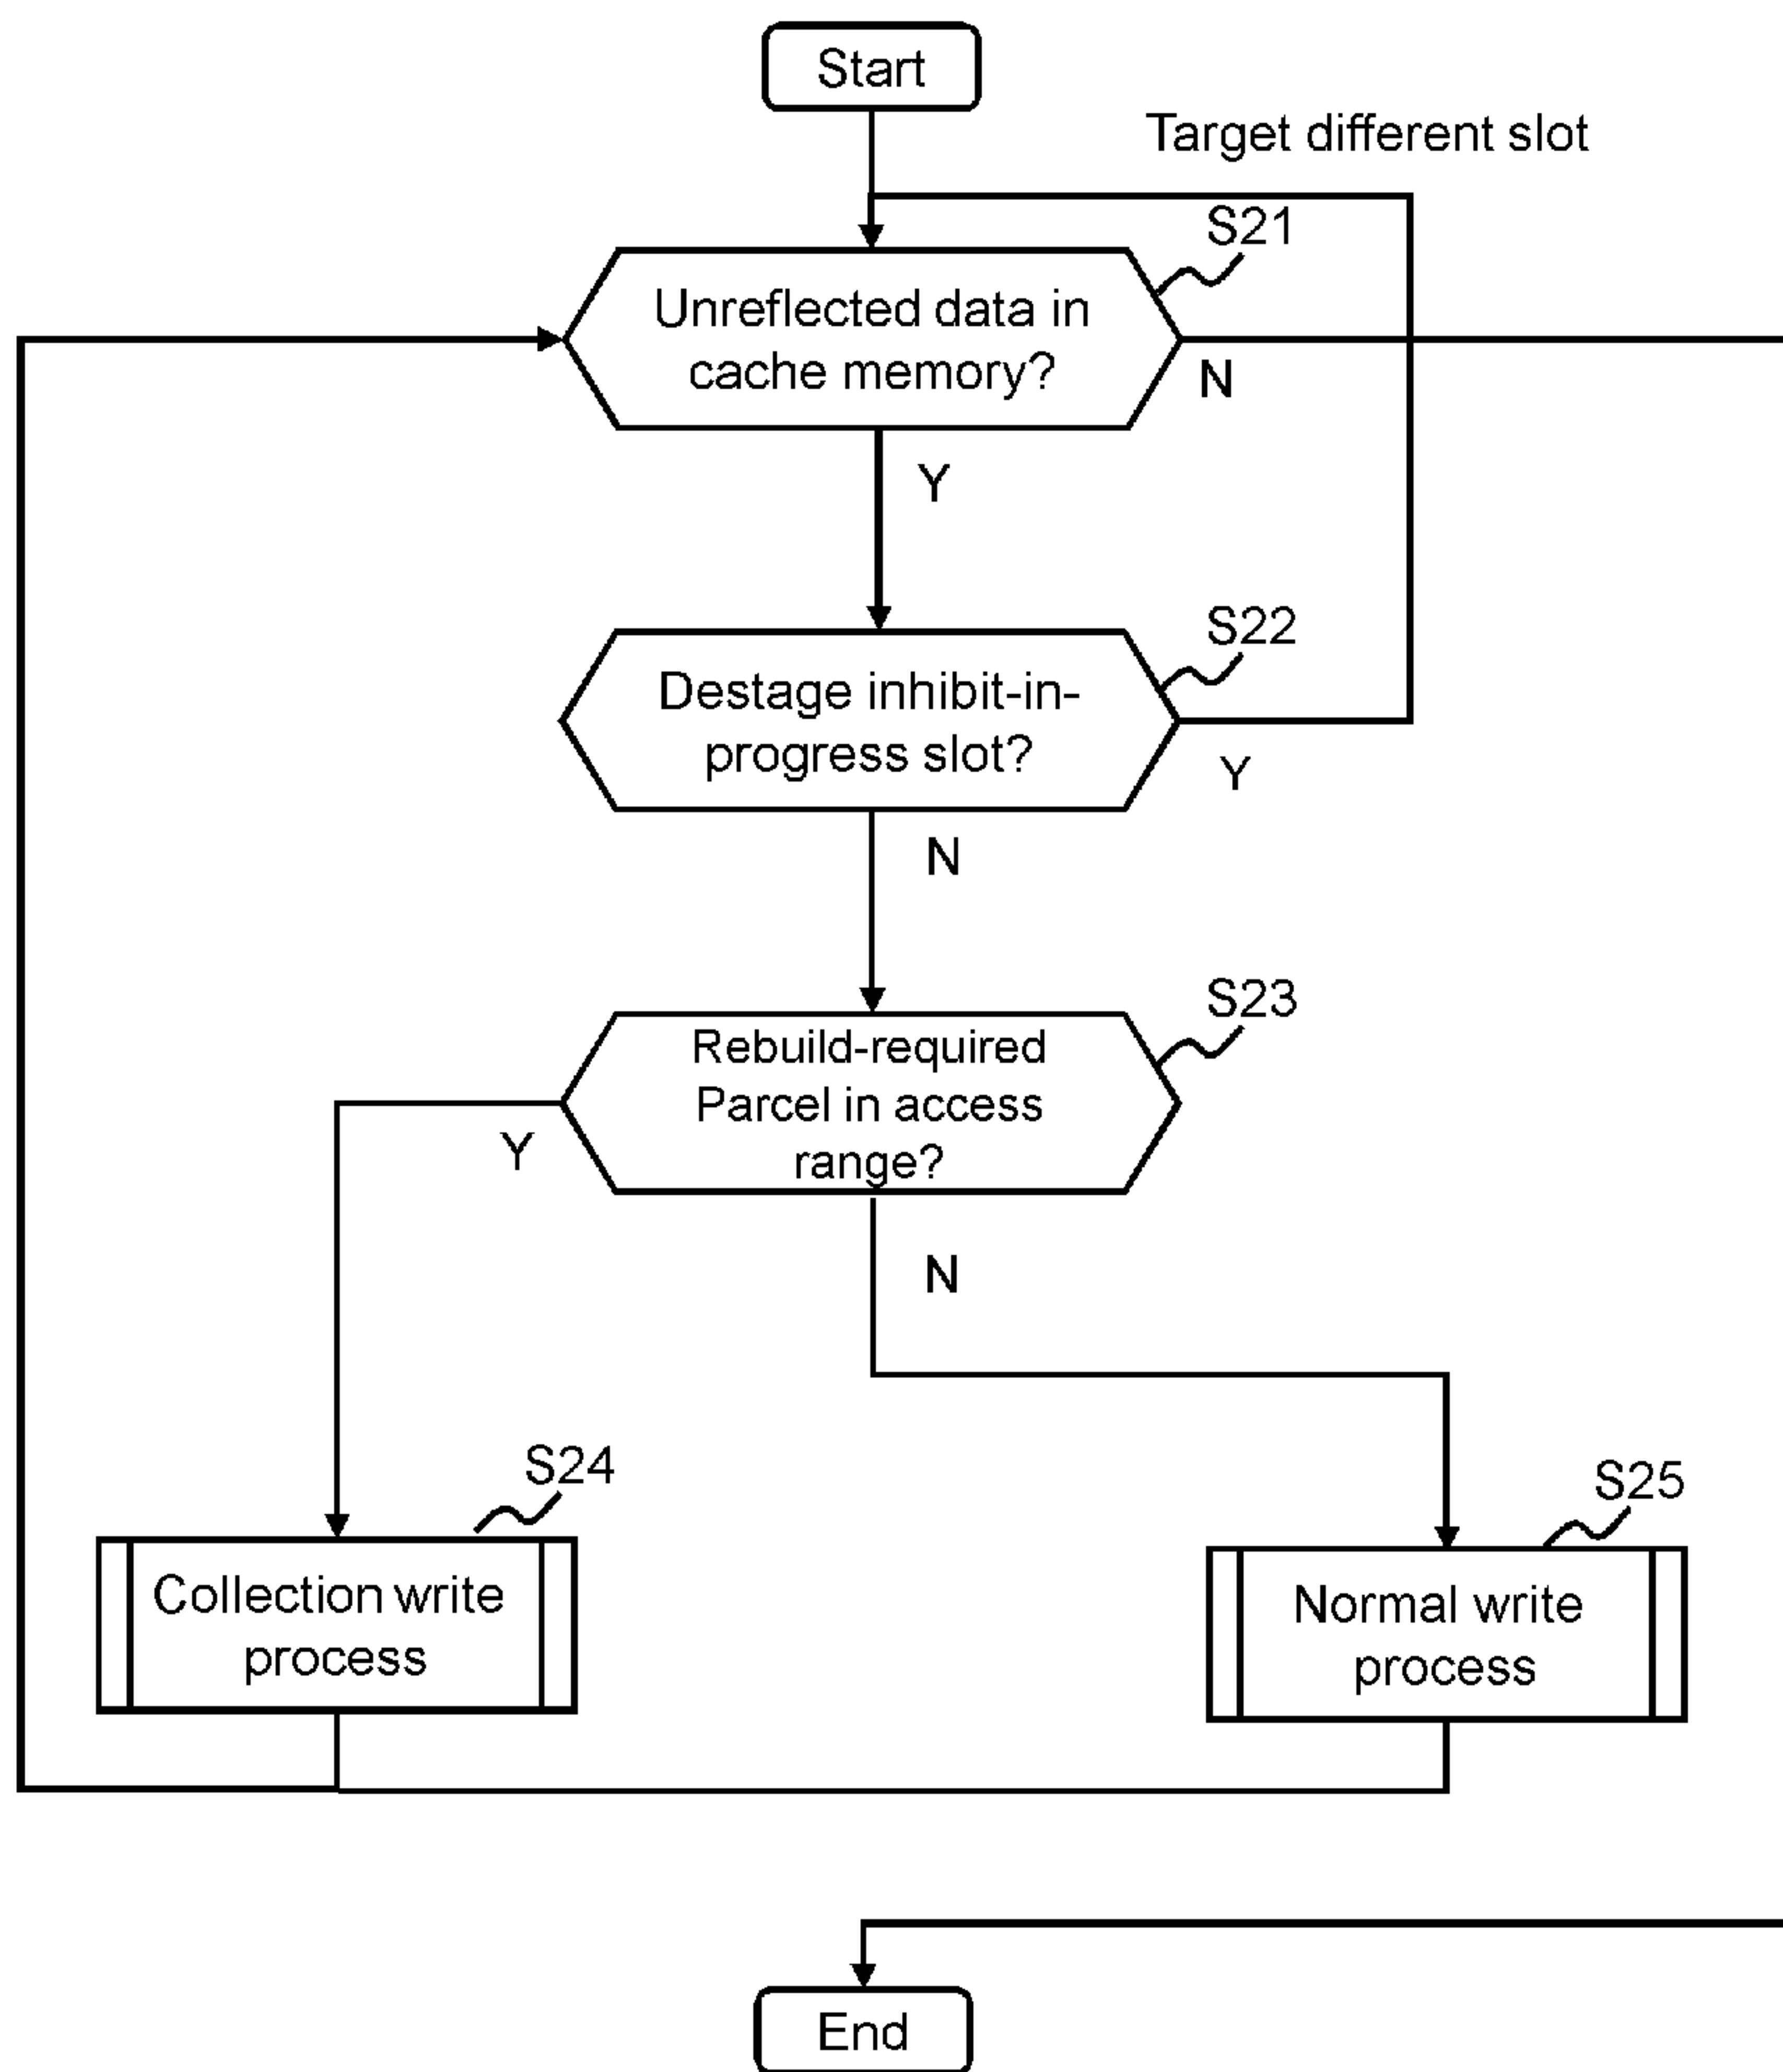 Start
Target different slot
S21
Unreflected data in
cache memory?
N
Y
S22
Destage inhibit-in-
progress slot?
Y
N
S23
Rebuild-required
Parcel in access
range?
Y
N
S24
S25
Collection write
process
Normal write
process
End